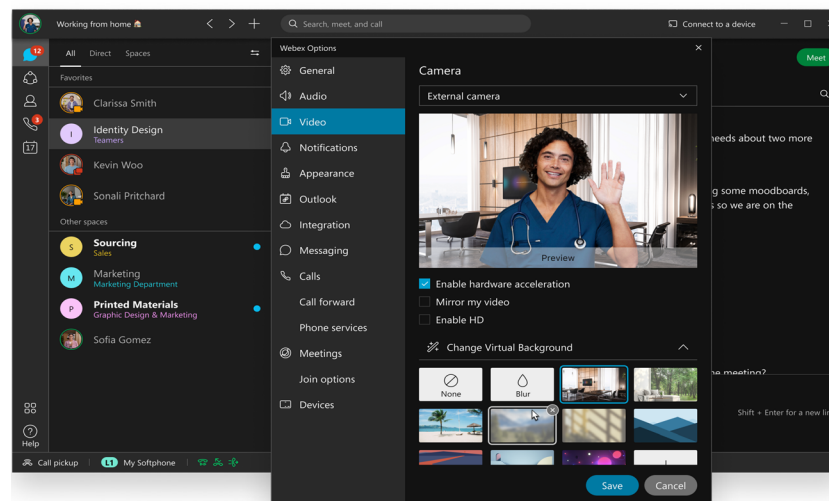 Working from home
Search, meet, and call
Connect to a device
12
All Direct Spaces
Favorites
Clarissa Smith
I Identity Design
Teamers
3
17
Kevin Woo
Sonali Pritchard
Other spaces
S Sourcing
Sales
M Marketing
Marketing Department
P Printed Materials
Graphic Design & Marketing
Sofia Gomez
Help
Call pickup
L1 My Softphone
Webex Options
General
Audio
Video
Notifications
Appearance
Outlook
Integration
Messaging
Calls
Call forward
Phone services
Meetings
Join options
Devices
Camera
External camera
Preview
Enable hardware acceleration
Mirror my video
Enable HD
Change Virtual Background
None
Blur
Save
Cancel
Meet
needs about two more
g some moodboards,
s so we are on the
he meeting?
Shift + Enter for a new lin